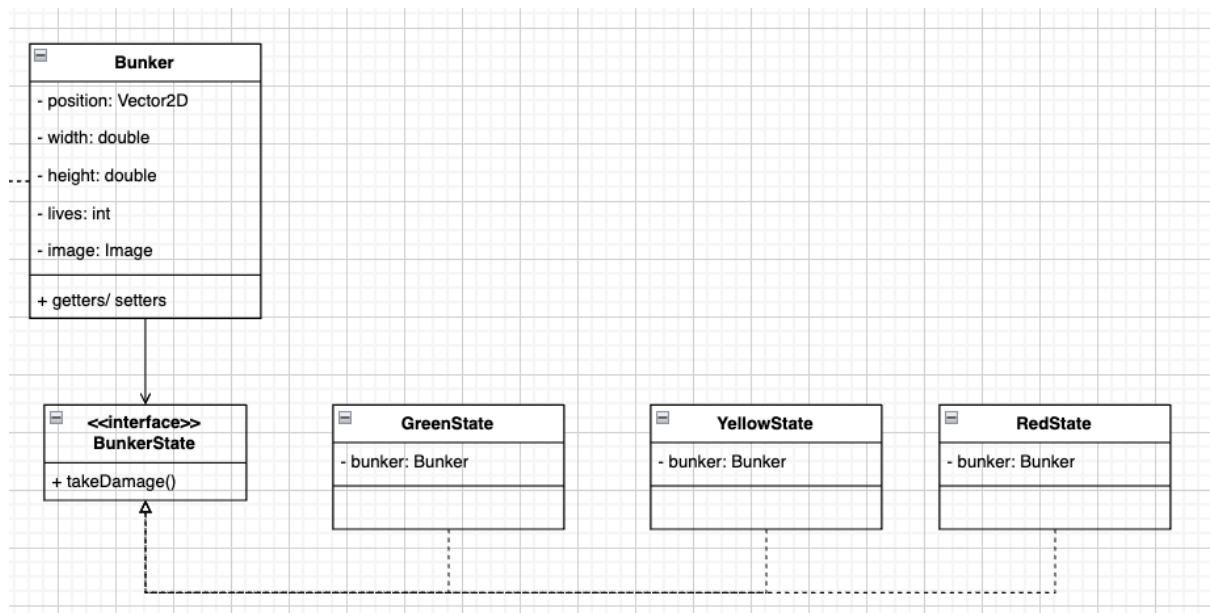 Bunker
- position: Vector2D
- width: double
- height: double
- lives: int
- image: Image
+ getters/ setters
<<interface>>
BunkerState
+ takeDamage()
GreenState
- bunker: Bunker
YellowState
- bunker: Bunker
RedState
- bunker: Bunker